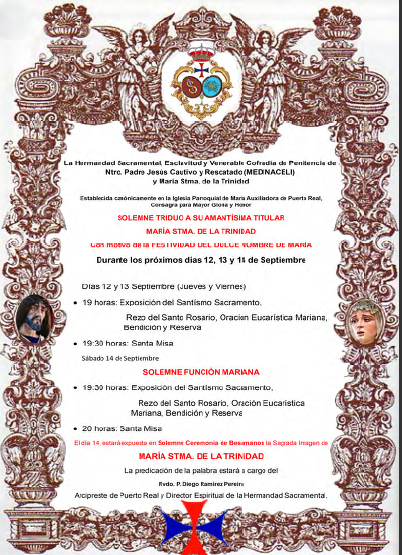 La Hermandad Sacramental, Esclavitud y Venerable Cofradía de Penitencia de
Ntro. Padre Jesús Cautivo y Rescatado (MEDINACELI)
y María Stma. de la Trinidad
Establecida canónicamente en la Iglesia Parroquial de María Auxiliadora de Puerto Real,
Consagra para Mayor Gloria y Honor
SOLEMNE TRIDUO A SU AMANTÍSIMA TITULAR
MARÍA STMA. DE LA TRINIDAD
Con motivo de la FESTIVIDAD DEL DULCE NOMBRE DE MARÍA
Durante los próximos días 12, 13 y 14 de Septiembre
Días 12 y 13 Septiembre (Jueves y Viernes)
• 19 horas: Exposición del Santísmo Sacramento,
Rezo del Santo Rosario, Oración Eucarística Mariana,
Bendición y Reserva
• 19:30 horas: Santa Misa
Sábado 14 de Septiembre
SOLEMNE FUNCIÓN MARIANA
• 19:30 horas: Exposición del Santísmo Sacramento,
Rezo del Santo Rosario, Oración Eucarística
Mariana, Bendición y Reserva
• 20 horas: Santa Misa
El día 14, estará expuesta en Solemne Ceremonia de Besamanos la Sagrada Imagen de
MARÍA STMA. DE LA TRINIDAD
La predicación de la palabra estará a cargo del
Rvdo. P. Diego Ramírez Pereira
Arcipreste de Puerto Real y Director Espiritual de la Hermandad Sacramental.